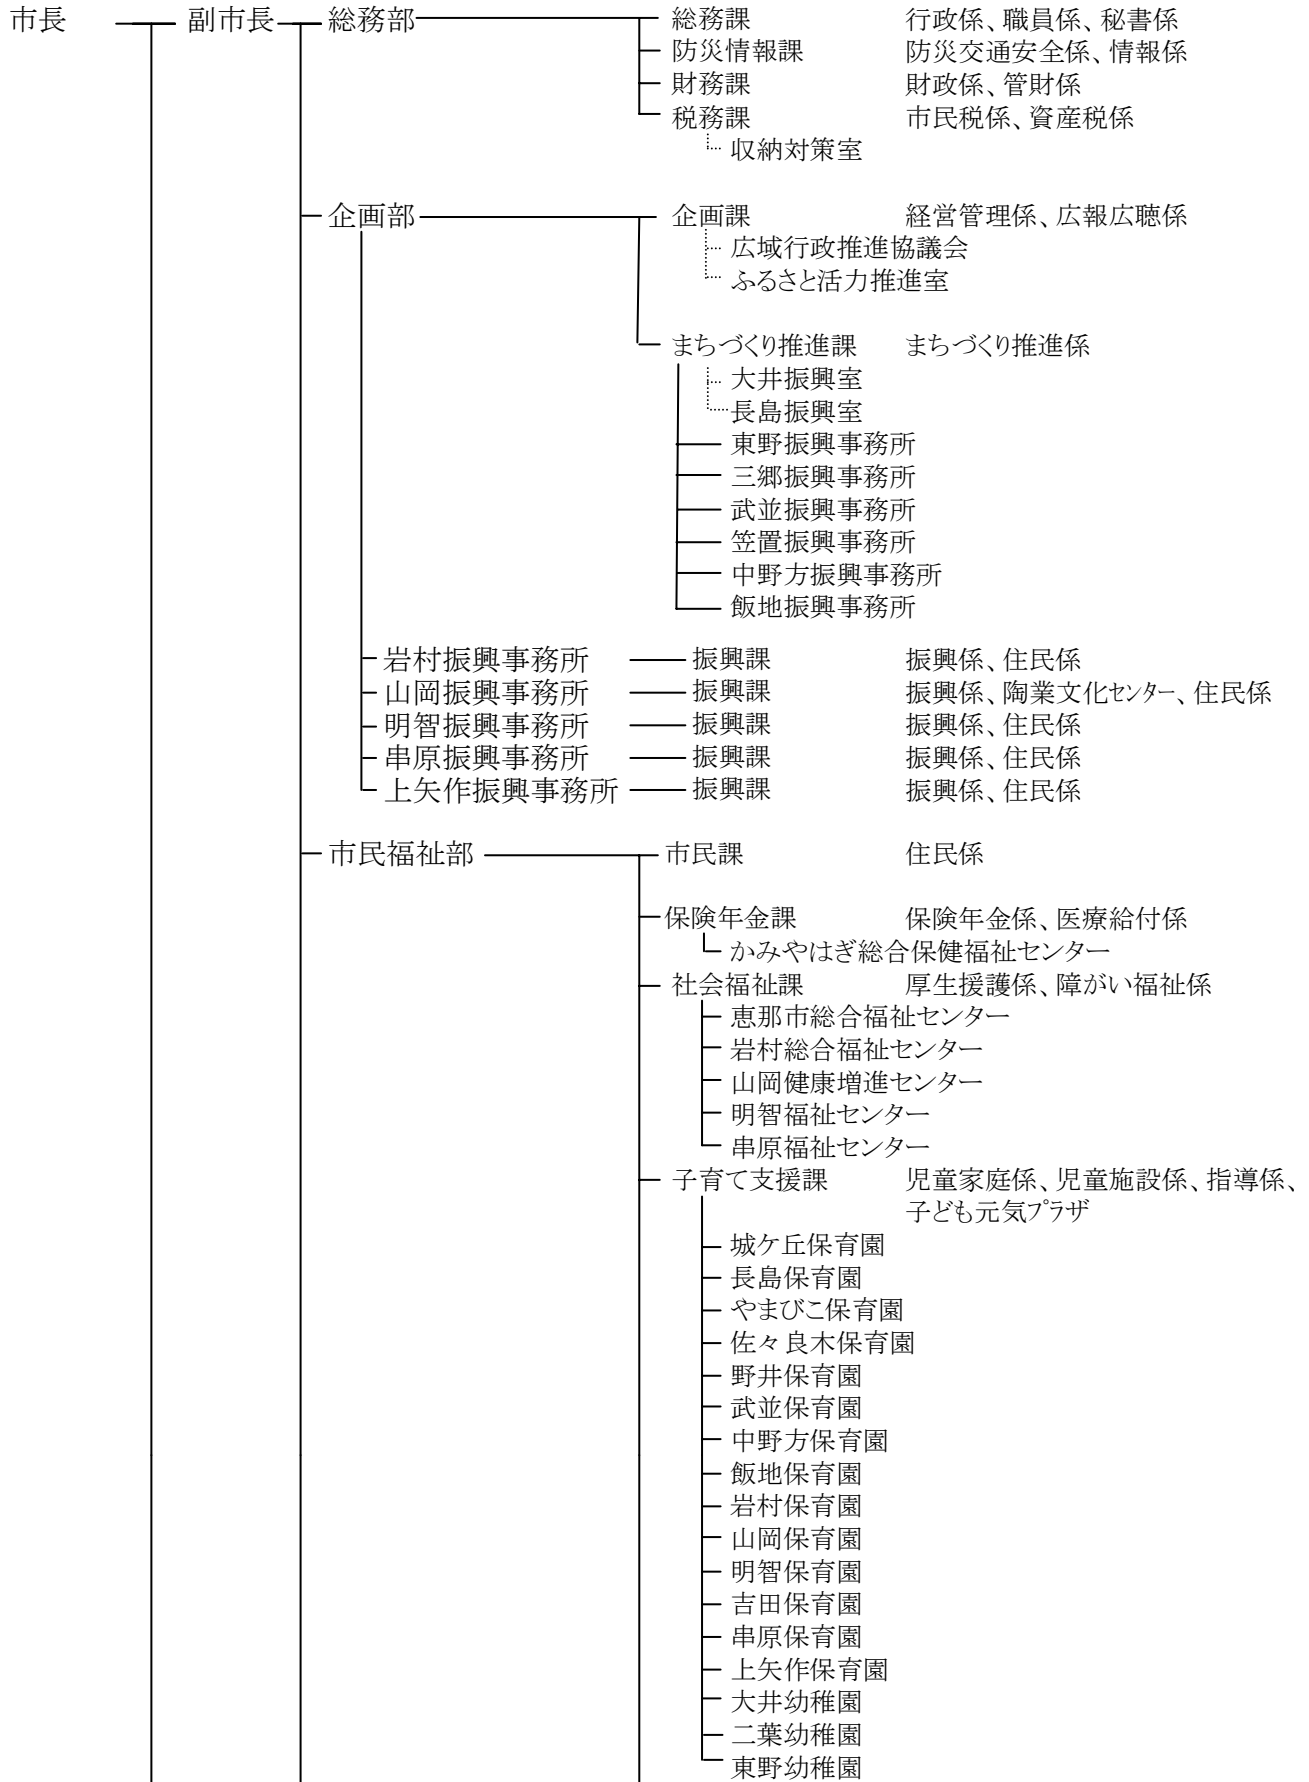 市長 副市長 総務部 総務課 行政係、職員係、秘書係
防災情報課 防災交通安全係、情報係
財務課 財政係、管財係
税務課 市民税係、資産税係
収納対策室
企画部 企画課 経営管理係、広報広聴係
広域行政推進協議会
ふるさと活力推進室
まちづくり推進課 まちづくり推進係
大井振興室
長島振興室
東野振興事務所
三郷振興事務所
武並振興事務所
笠置振興事務所
中野方振興事務所
飯地振興事務所
岩村振興事務所 振興課 振興係、住民係
山岡振興事務所 振興課 振興係、陶業文化センター、住民係
明智振興事務所 振興課 振興係、住民係
串原振興事務所 振興課 振興係、住民係
上矢作振興事務所 振興課 振興係、住民係
市民福祉部 市民課 住民係
保険年金課 保険年金係、医療給付係
かみやはぎ総合保健福祉センター
社会福祉課 厚生援護係、障がい福祉係
恵那市総合福祉センター
岩村総合福祉センター
山岡健康増進センター
明智福祉センター
串原福祉センター
子育て支援課 児童家庭係、児童施設係、指導係、
子ども元気プラザ
城ケ丘保育園
長島保育園
やまびこ保育園
佐々良木保育園
野井保育園
武並保育園
中野方保育園
飯地保育園
岩村保育園
山岡保育園
明智保育園
吉田保育園
串原保育園
上矢作保育園
大井幼稚園
二葉幼稚園
東野幼稚園